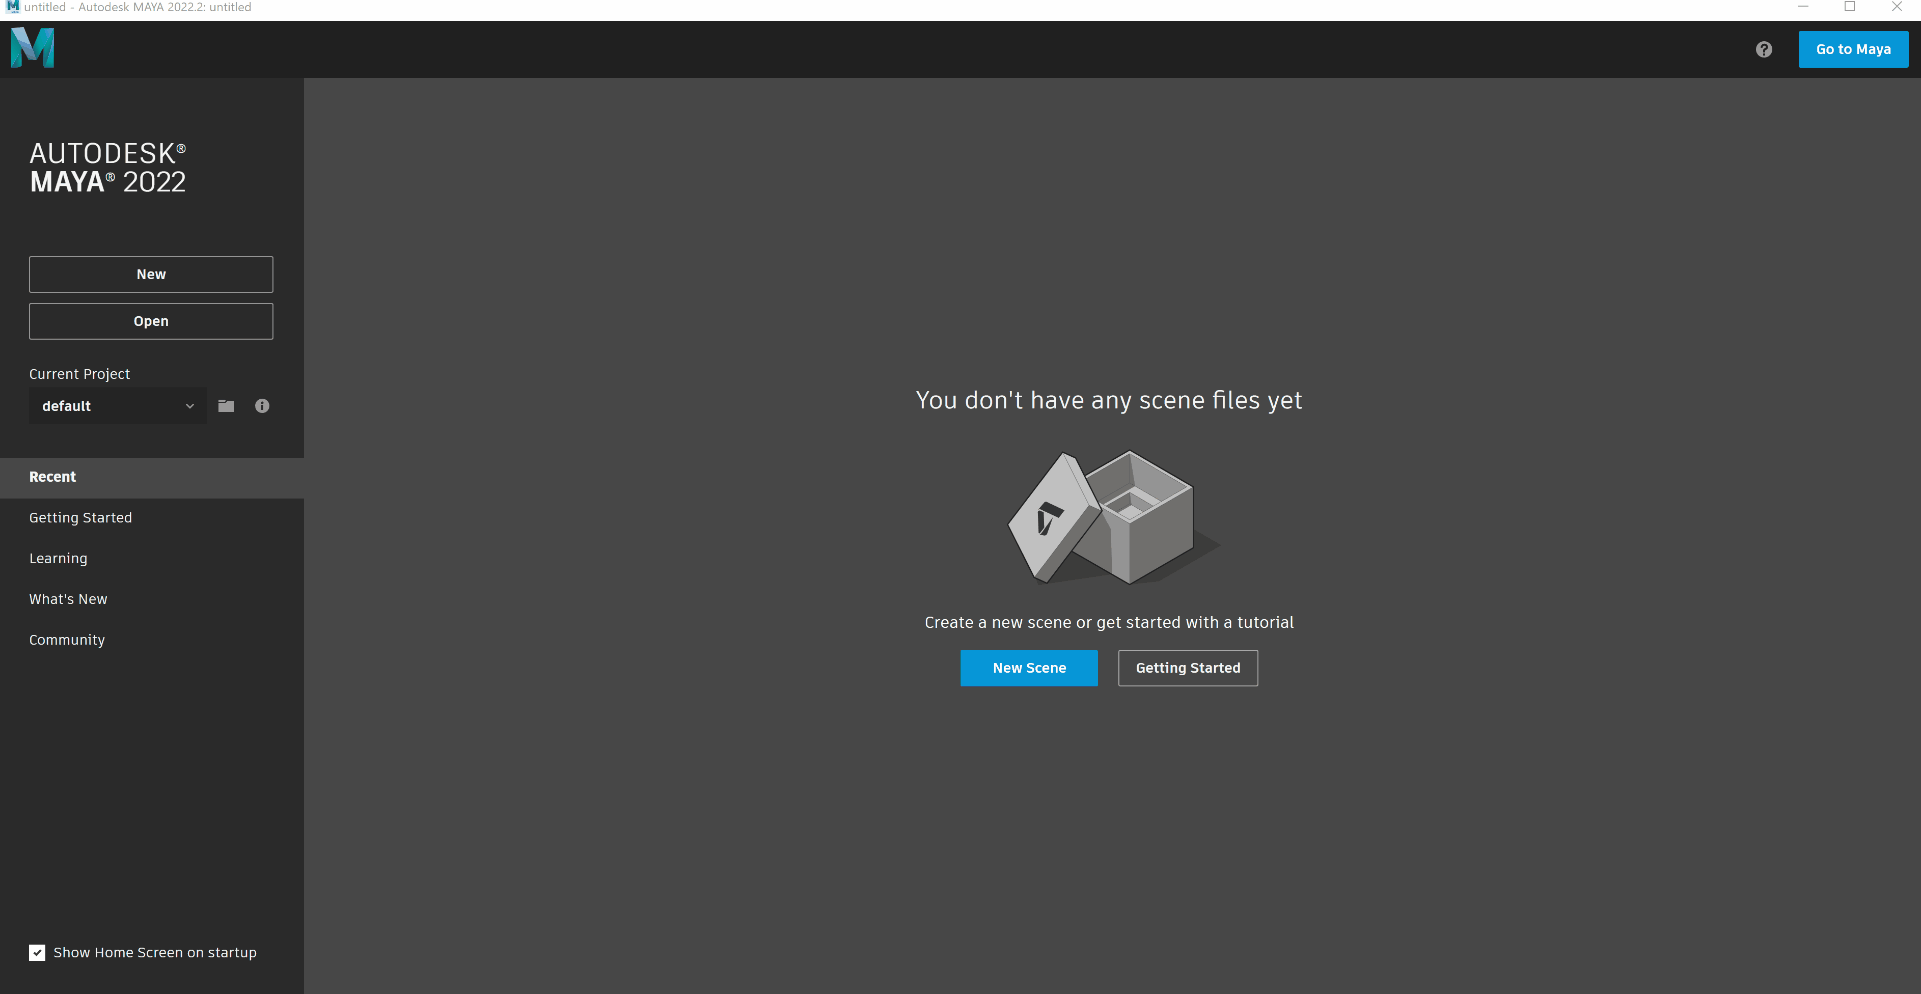 untitled - Autodesk MAYA 2022.2: untitled
Go to Maya
AUTODESK®
MAYA® 2022
New
Open
Current Project
default
Recent
Getting Started
Learning
What's New
Community
Show Home Screen on startup
You don't have any scene files yet
Create a new scene or get started with a tutorial
New Scene
Getting Started